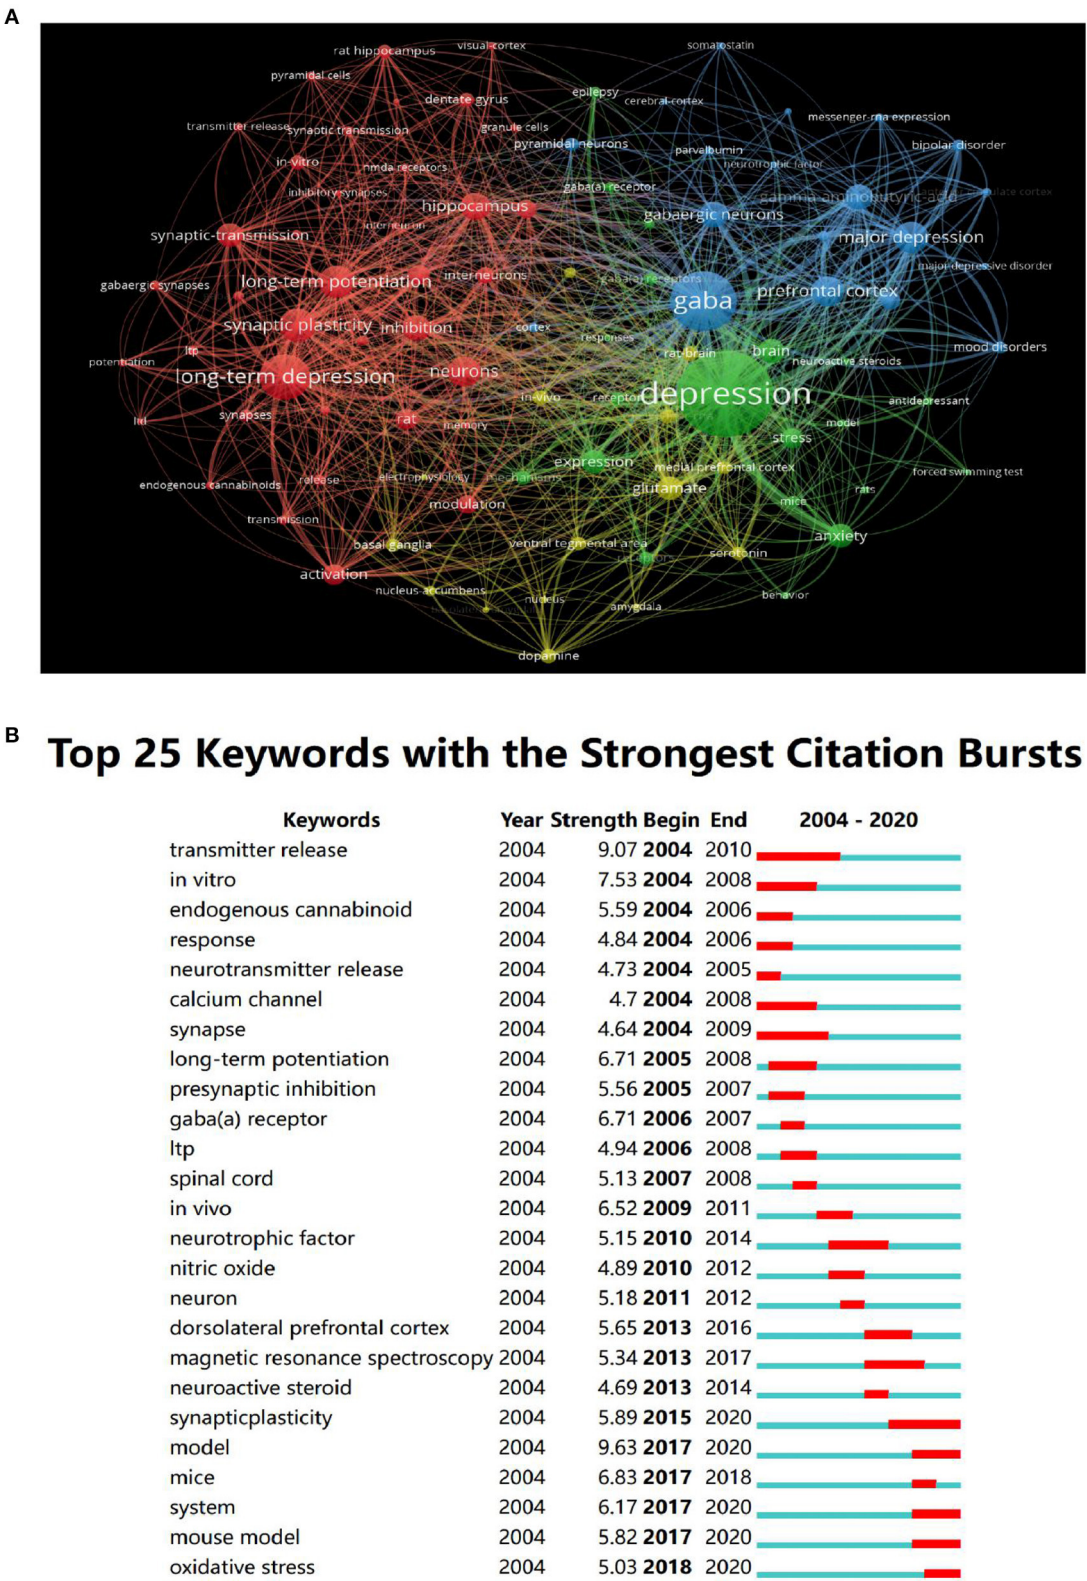 A
rat hippocampus
visual-cortex
somatostatin
pyramidal cells
epilepsy
dentate gyrus
cerebral-cortex
messenger-rna expression
transmitter-release
synaptic transmission
granule cells
pyramidal neurons
parvalbumin
bipolar disorder
in-vitro
nmda receptors
neurotrophic factor
inhibitory synapses
gaba(a) receptor
gamma-aminobutyric-acid
hippocampus
gabaergic neurons
interneuron
synaptic-transmission
major depression
long-term potentiation
interneurons
gaba(a) receptors
major depressive disorder
gabaergic synapses
gaba
prefrontal cortex
synaptic plasticity
inhibition
cortex
responses
ltp
rat-brain
brain
mood disorders
potentiation
neuroactive steroids
long-term depression
neurons
in-vivo
receptor
depression
antidepressant
ltd
synapses
rat
memory
model
stress
expression
medial prefrontal cortex
forced swimming test
endogenous cannabinoids
release
electrophysiology
mechanisms
glutamate
rats
modulation
mice
transmission
basal ganglia
ventral tegmental area
receptors
serotonin
anxiety
activation
nucleus-accumbens
nucleus
amygdala
behavior
dopamine
B
Top 25 Keywords with the Strongest Citation Bursts
Keywords Year Strength Begin End 2004 - 2020
transmitter release 2004 9.07 2004 2010
in vitro 2004 7.53 2004 2008
endogenous cannabinoid 2004 5.59 2004 2006
response 2004 4.84 2004 2006
neurotransmitter release 2004 4.73 2004 2005
calcium channel 2004 4.7 2004 2008
synapse 2004 4.64 2004 2009
long-term potentiation 2004 6.71 2005 2008
presynaptic inhibition 2004 5.56 2005 2007
gaba(a) receptor 2004 6.71 2006 2007
ltp 2004 4.94 2006 2008
spinal cord 2004 5.13 2007 2008
in vivo 2004 6.52 2009 2011
neurotrophic factor 2004 5.15 2010 2014
nitric oxide 2004 4.89 2010 2012
neuron 2004 5.18 2011 2012
dorsolateral prefrontal cortex 2004 5.65 2013 2016
magnetic resonance spectroscopy 2004 5.34 2013 2017
neuroactive steroid 2004 4.69 2013 2014
synapticplasticity 2004 5.89 2015 2020
model 2004 9.63 2017 2020
mice 2004 6.83 2017 2018
system 2004 6.17 2017 2020
mouse model 2004 5.82 2017 2020
oxidative stress 2004 5.03 2018 2020